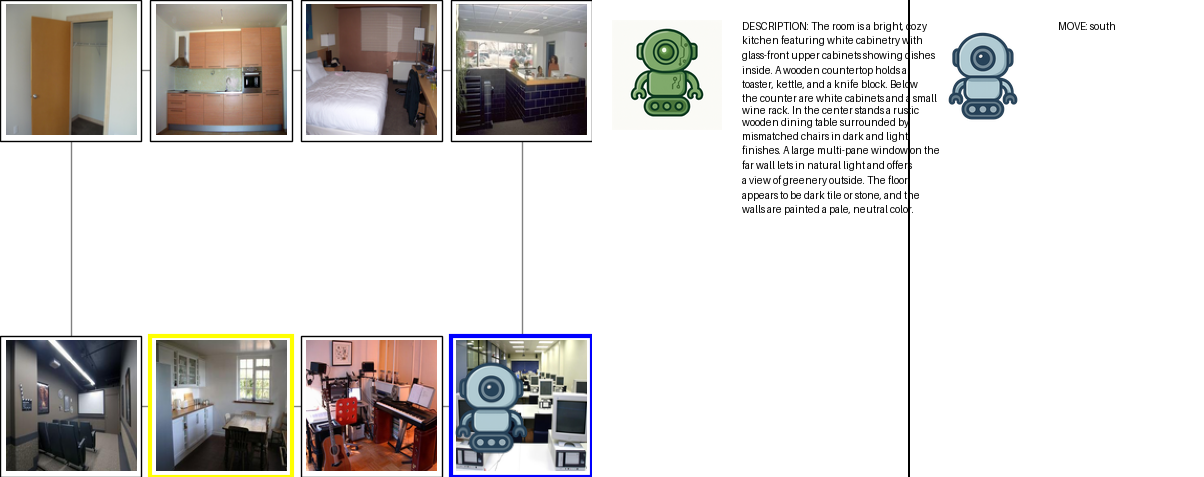 DESCRIPTION: The room is a bright, cozy
kitchen featuring white cabinetry with
glass-front upper cabinets showing dishes
inside. A wooden countertop holds a
toaster, kettle, and a knife block. Below
the counter are white cabinets and a small
wine rack. In the center stands a rustic
wooden dining table surrounded by
mismatched chairs in dark and light
finishes. A large multi-pane window on the
far wall lets in natural light and offers
a view of greenery outside. The floor
appears to be dark tile or stone, and the
walls are painted a pale, neutral color.
MOVE: south